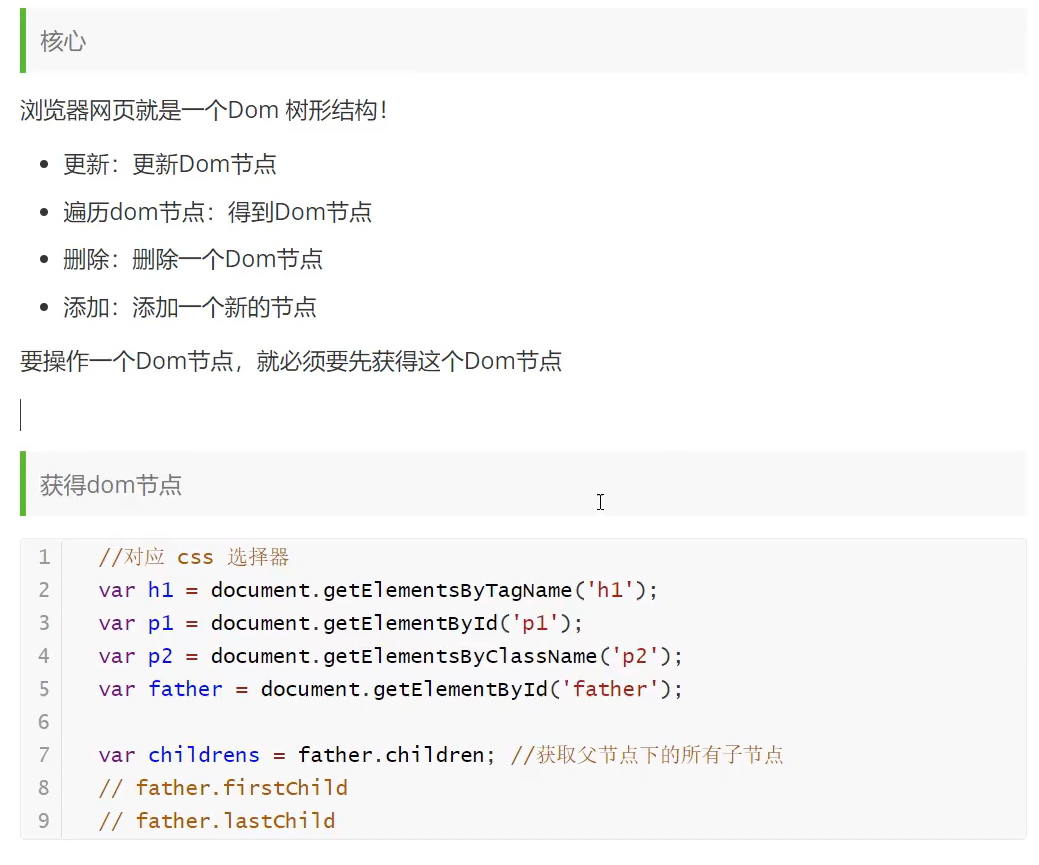 核心
浏览器网页就是一个Dom 树形结构！
• 更新：更新Dom节点
• 遍历dom节点：得到Dom节点
• 删除：删除一个Dom节点
• 添加：添加一个新的节点
要操作一个Dom节点，就必须要先获得这个Dom节点
获得dom节点
1 //对应 css 选择器
2 var h1 = document.getElementsByTagName('h1');
3 var p1 = document.getElementById('p1');
4 var p2 = document.getElementsByClassName('p2');
5 var father = document.getElementById('father');
6
7 var childrens = father.children; //获取父节点下的所有子节点
8 // father.firstChild
9 // father.lastChild